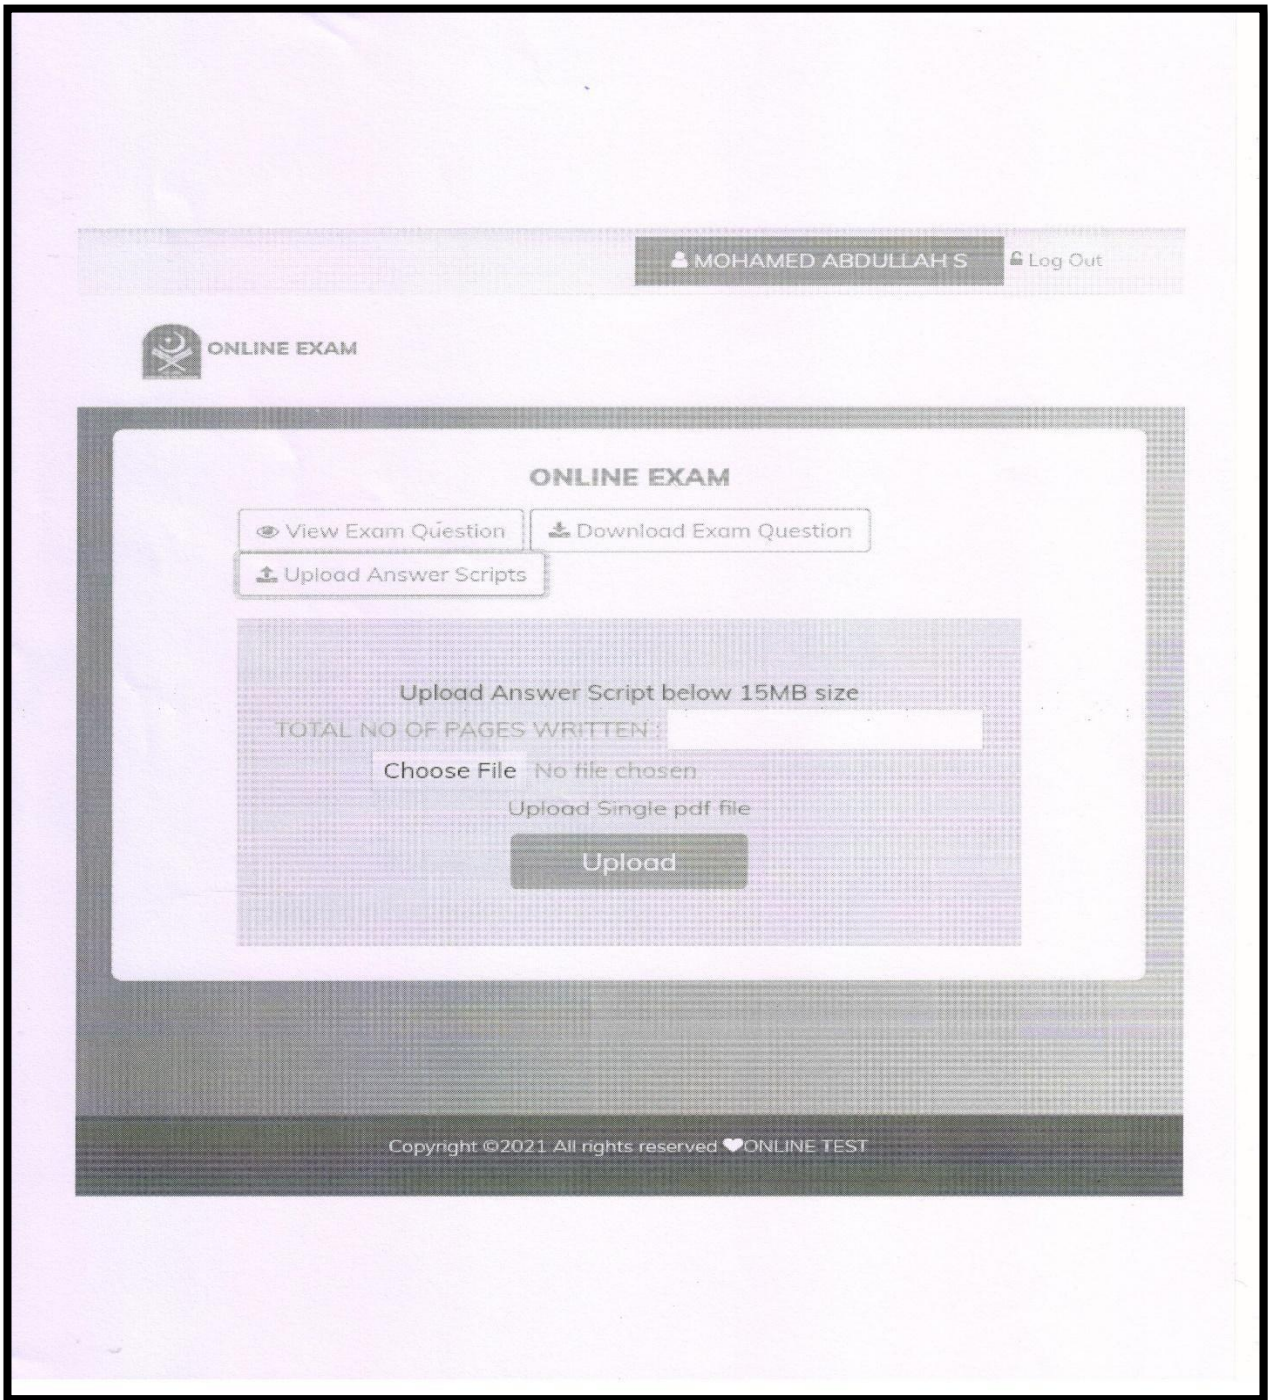 MOHAMED ABDULLAH S Log Out
ONLINE EXAM
ONLINE EXAM
View Exam Question Download Exam Question
Upload Answer Scripts
Upload Answer Script below 15MB size
TOTAL NO OF PAGES WRITTEN :
Choose File No file chosen
Upload Single pdf file
Upload
Copyright ©2021 All rights reserved ♥ONLINE TEST